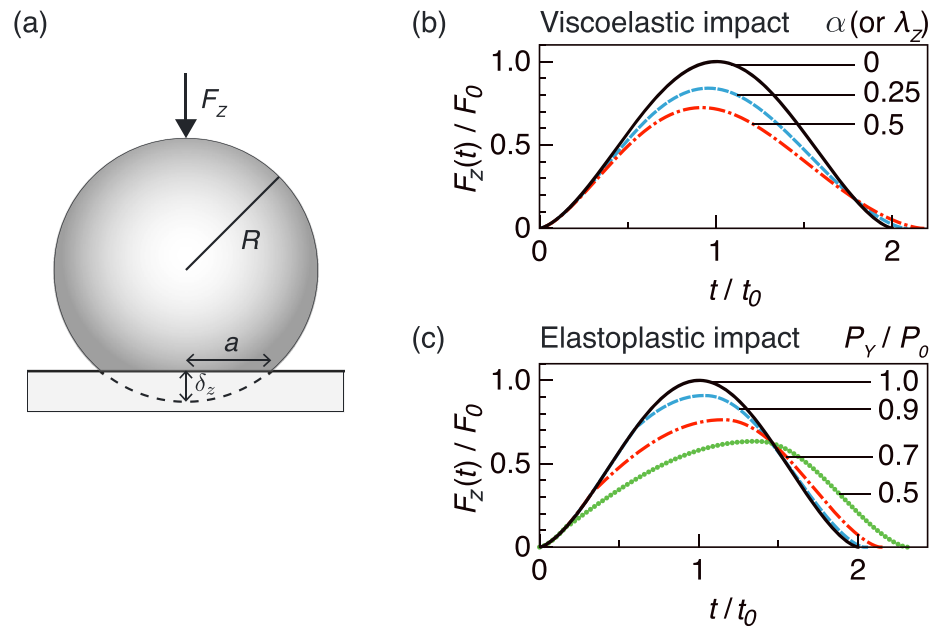 (a)
F_z
R
a
δ_z
(b) Viscoelastic impact α (or λ_z)
1.0
0.5
0
F_z(t) / F_0
0
0.25
0.5
0 1 2
t / t_0
(c) Elastoplastic impact P_Y / P_0
1.0
0.5
0
F_z(t) / F_0
1.0
0.9
0.7
0.5
0 1 2
t / t_0